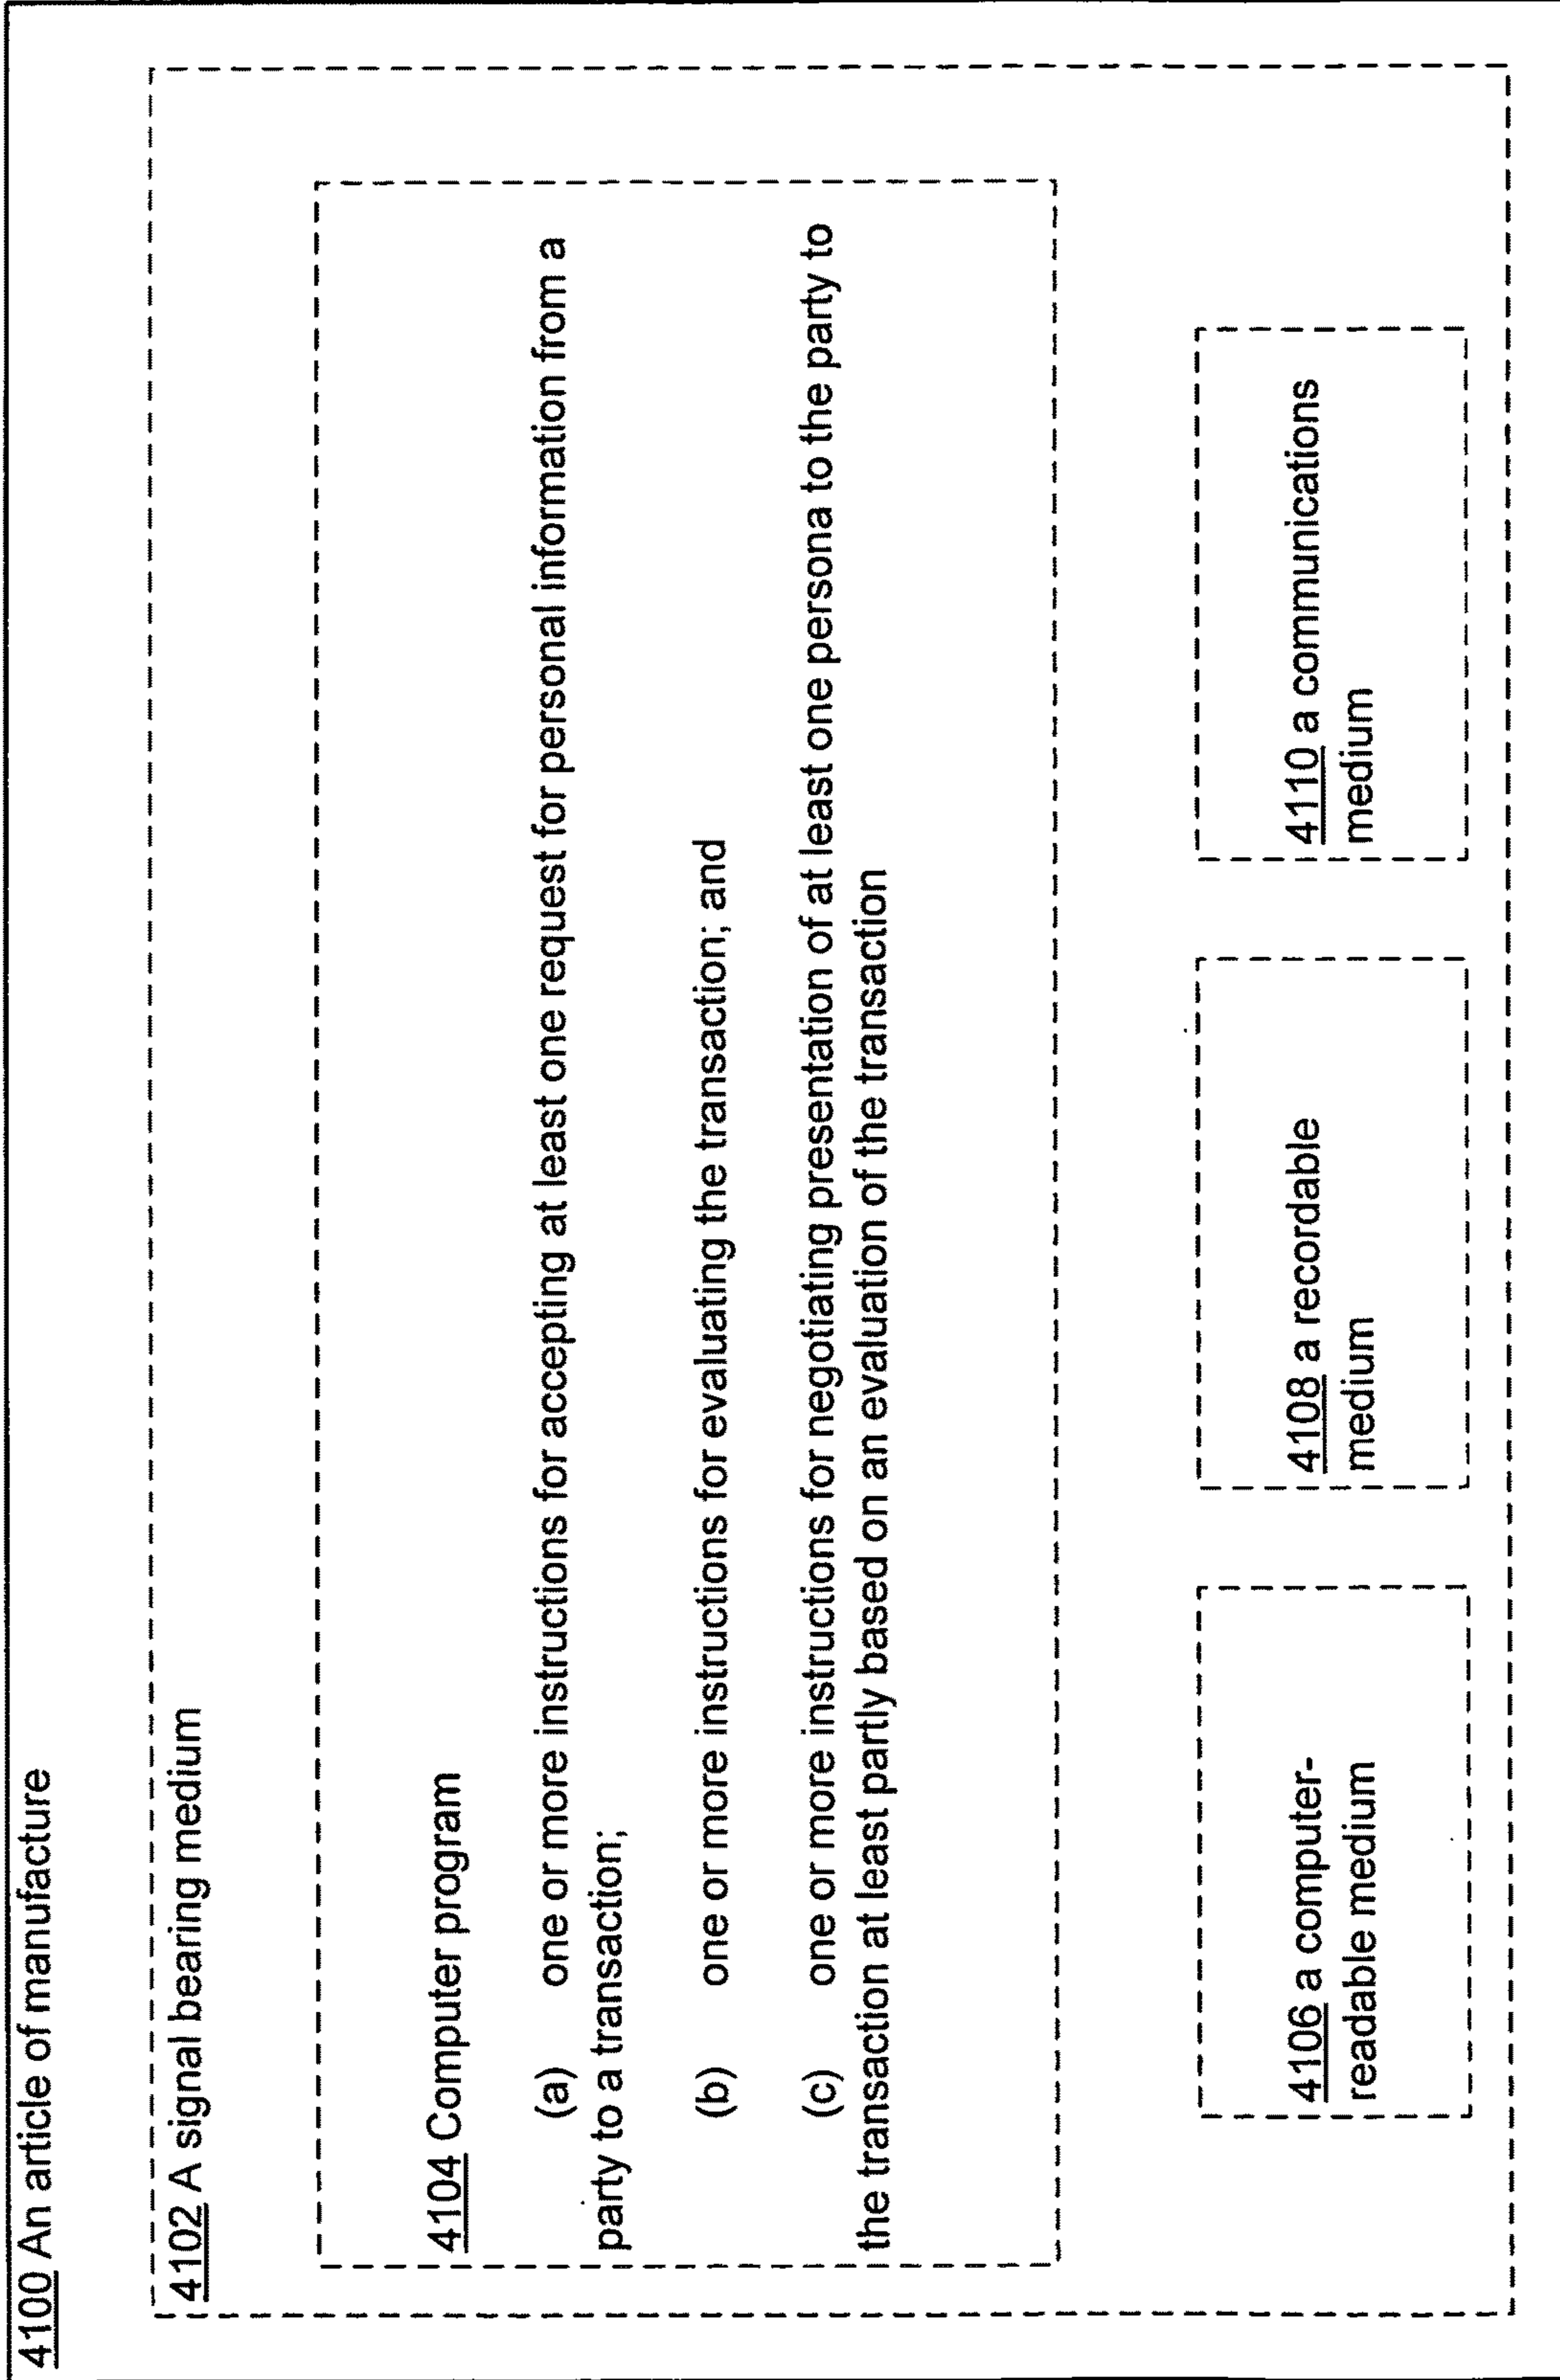 4100 An article of manufacture
4102 A signal bearing medium
4104 Computer program
(a) one or more instructions for accepting at least one request for personal information from a
party to a transaction;
(b) one or more instructions for evaluating the transaction; and
(c) one or more instructions for negotiating presentation of at least one persona to the party to
the transaction at least partly based on an evaluation of the transaction
4106 a computer-
readable medium
4108 a recordable
medium
4110 a communications
medium